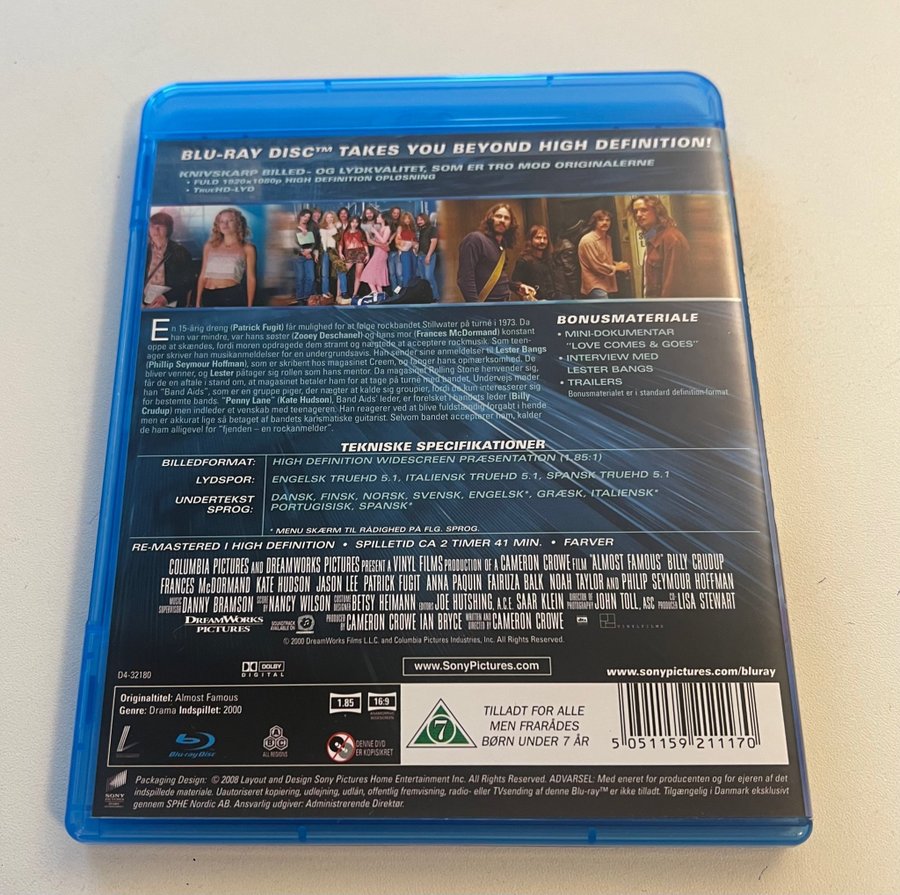 BLU-RAY DISC™ TAKES YOU BEYOND HIGH DEFINITION!
KNIVSKARP BILLED- OG LYDKVALITET, SOM ER TRO MOD ORIGINALERNE
• FULD 1920x1080p HIGH DEFINITION OPLØSNING
• TRUEHD-LYD
En 15-årig dreng (Patrick Fugit) får mulighed for at følge rockbandet Stillwater på turné i 1973. Da
han var mindre, var hans søster (Zooey Deschanel) og hans mor (Frances McDormand) konstant
oppe at skændes, fordi moren opdragede dem stramt og nægtede at acceptere rockmusik. Som teen-
ager skriver han musikanmeldelser for en undergrundsavis. Han sender sine anmeldelser til Lester Bangs
(Phillip Seymour Hoffman), som er skribent hos magasinet Creem, og fanger hans opmærksomhed. De
bliver venner, og Lester påtager sig rollen som hans mentor. Da magasinet Rolling Stone henvender sig,
får de en aftale i stand om, at magasinet betaler ham for at tage på turne med bandet. Undervejs møder
han "Band Aids", som er en gruppe piger, der nægter at kalde sig groupier, fordi de kun interesserer sig
for bestemte bands. "Penny Lane" (Kate Hudson), Band Aids' leder, er forelsket i bandets leder (Billy
Crudup) men indleder et venskab med teenageren. Han reagerer ved at blive fuldstændig forgabt i hende
men er akkurat lige så betaget af bandets karismatiske guitarist. Selvom bandet accepterer ham, kalder
de ham alligevel for "fjenden – en rockanmelder".
BONUSMATERIALE
• MINI-DOKUMENTAR
"LOVE COMES & GOES"
• INTERVIEW MED
LESTER BANGS
• TRAILERS
Bonusmaterialet er i standard definition-format
TEKNISKE SPECIFIKATIONER
BILLEDFORMAT: HIGH DEFINITION WIDESCREEN PRÆSENTATION (1.85:1)
LYDSPOR: ENGELSK TRUEHD 5.1, ITALIENSK TRUEHD 5.1, SPANSK TRUEHD 5.1
UNDERTEKST DANSK, FINSK, NORSK, SVENSK, ENGELSK*, GRÆSK, ITALIENSK*
SPROG: PORTUGISISK, SPANSK*
* MENU SKÆRM TIL RÅDIGHED PÅ FLG. SPROG.
RE-MASTERED I HIGH DEFINITION • SPILLETID CA 2 TIMER 41 MIN. • FARVER
COLUMBIA PICTURES AND DREAMWORKS PICTURES PRESENT A VINYL FILMS PRODUCTION OF A CAMERON CROWE FILM "ALMOST FAMOUS" BILLY CRUDUP
FRANCES McDORMAND KATE HUDSON JASON LEE PATRICK FUGIT ANNA PAQUIN FAIRUZA BALK NOAH TAYLOR AND PHILIP SEYMOUR HOFFMAN
MUSIC SUPERVISOR DANNY BRAMSON SCORE BY NANCY WILSON COSTUME DESIGNER BETSY HEIMANN EDITORS JOE HUTSHING, A.C.E. SAAR KLEIN DIRECTOR OF PHOTOGRAPHY JOHN TOLL, ASC CO-PRODUCER LISA STEWART
DREAMWORKS PICTURES SOUNDTRACK AVAILABLE ON PRODUCED BY CAMERON CROWE IAN BRYCE WRITTEN AND DIRECTED BY CAMERON CROWE dts VINYLFILMS
© 2000 DreamWorks Films L.L.C. and Columbia Pictures Industries, Inc. All Rights Reserved.
D4-32180
DOLBY DIGITAL
www.SonyPictures.com
www.sonypictures.com/bluray
Originaltitel: Almost Famous
Genre: Drama Indspillet: 2000
1.85
16:9
ANAMORPHIC WIDESCREEN
L
Blu-ray Disc
ABC
ALL REGIONS
DENNE DVD
ER KOPISIKRET
7
TILLADT FOR ALLE
MEN FRARÅDES
BØRN UNDER 7 ÅR
5 051159 211170
SONY PICTURES
Packaging Design: © 2008 Layout and Design Sony Pictures Home Entertainment Inc. All Rights Reserved. ADVARSEL: Med eneret for producenten og for ejeren af det
indspillede materiale. Uautoriseret kopiering, udlejning, udlån, offentlig fremvisning, radio- eller TVsending af denne Blu-ray™ er ikke tilladt. Tilgængelig i Danmark eksklusivt
gennem SPHE Nordic AB. Ansvarlig udgiver: Administrerende Direktør.